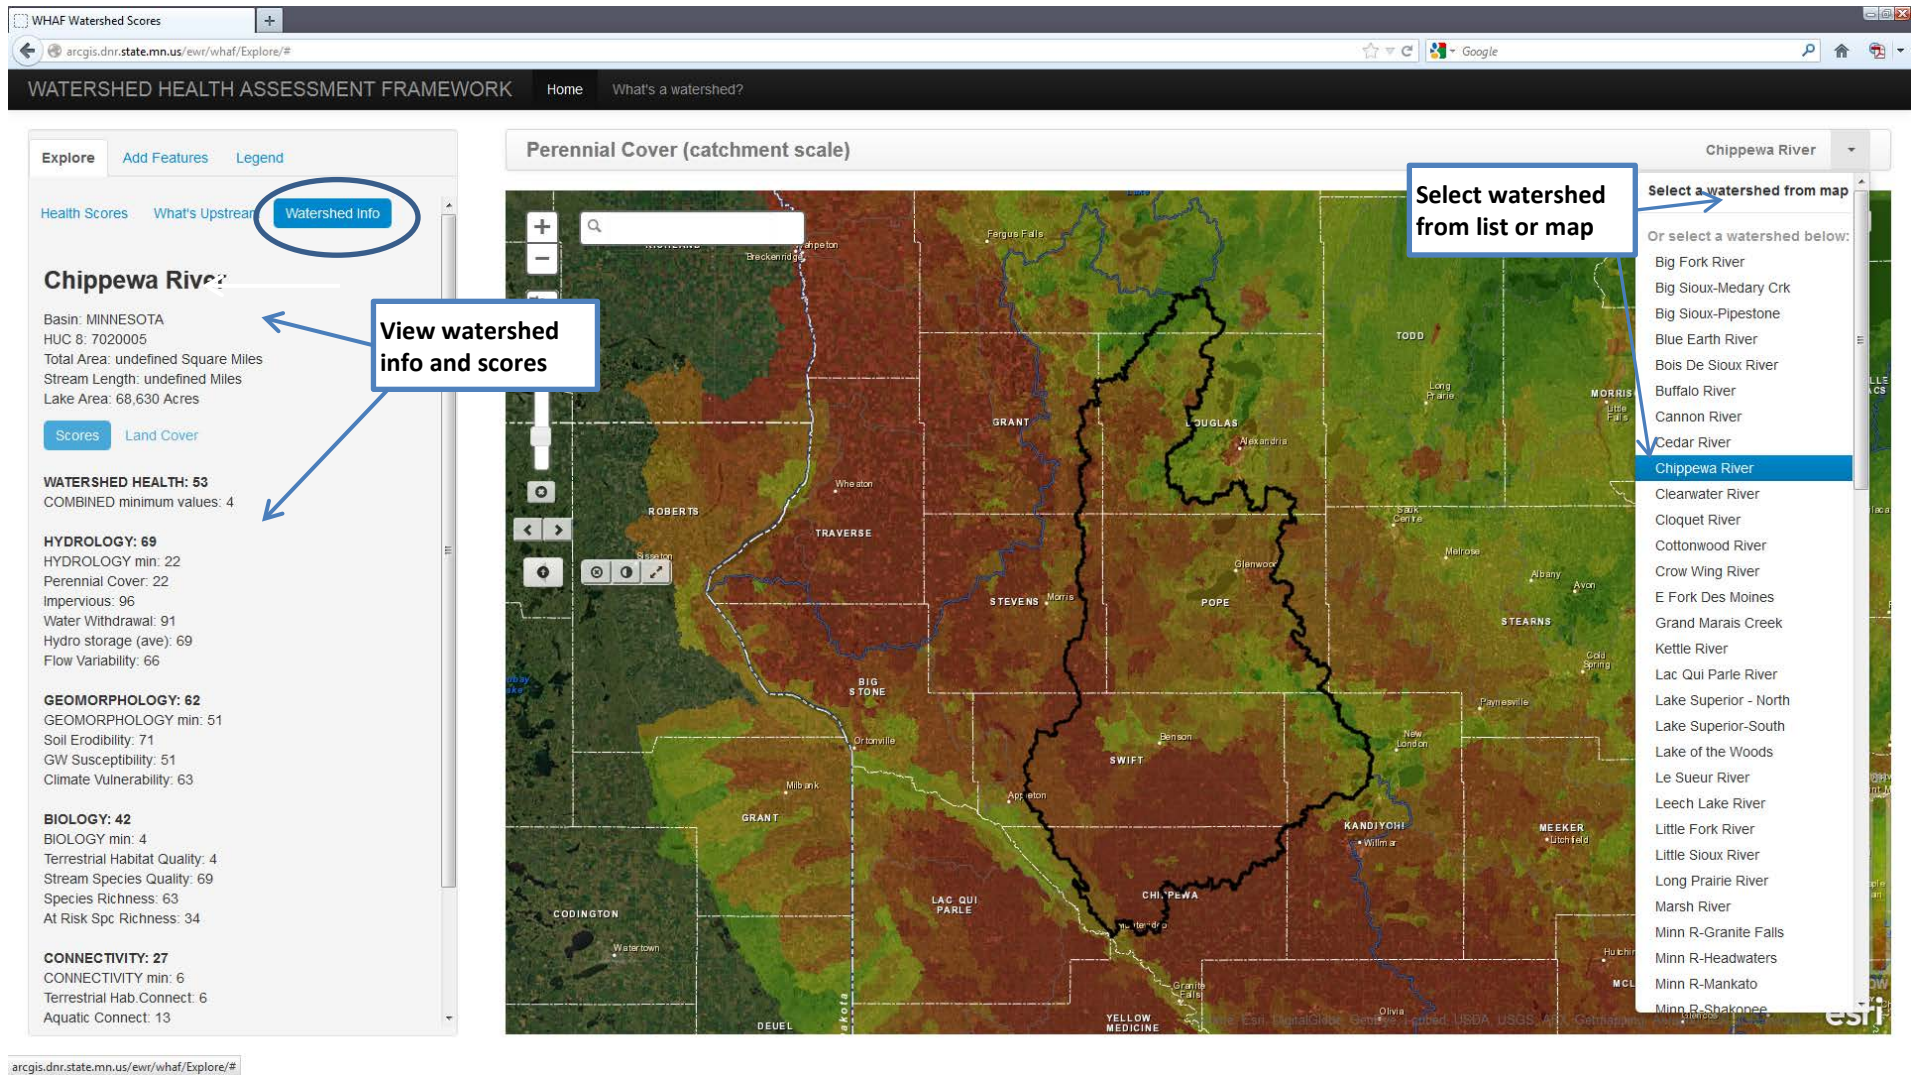 WHAF Watershed Scores
arcgis.dnr.state.mn.us/ewr/whaf/Explore/#
Google
WATERSHED HEALTH ASSESSMENT FRAMEWORK
Home
What's a watershed?
Explore
Add Features
Legend
Health Scores
What's Upstream
Watershed Info
Chippewa River
Basin: MINNESOTA
HUC 8: 7020005
Total Area: undefined Square Miles
Stream Length: undefined Miles
Lake Area: 68,630 Acres
View watershed
info and scores
Scores
Land Cover
WATERSHED HEALTH: 53
COMBINED minimum values: 4
HYDROLOGY: 69
HYDROLOGY min: 22
Perennial Cover: 22
Impervious: 96
Water Withdrawal: 91
Hydro storage (ave): 69
Flow Variability: 66
GEOMORPHOLOGY: 62
GEOMORPHOLOGY min: 51
Soil Erodibility: 71
GW Susceptibility: 51
Climate Vulnerability: 63
BIOLOGY: 42
BIOLOGY min: 4
Terrestrial Habitat Quality: 4
Stream Species Quality: 69
Species Richness: 63
At Risk Spc Richness: 34
CONNECTIVITY: 27
CONNECTIVITY min: 6
Terrestrial Hab.Connect: 6
Aquatic Connect: 13
Perennial Cover (catchment scale)
Chippewa River
Select watershed
from list or map
Select a watershed from map
Or select a watershed below:
Big Fork River
Big Sioux-Medary Crk
Big Sioux-Pipestone
Blue Earth River
Bois De Sioux River
Buffalo River
Cannon River
Cedar River
Chippewa River
Clearwater River
Cloquet River
Cottonwood River
Crow Wing River
E Fork Des Moines
Grand Marais Creek
Kettle River
Lac Qui Parle River
Lake Superior - North
Lake Superior-South
Lake of the Woods
Le Sueur River
Leech Lake River
Little Fork River
Little Sioux River
Long Prairie River
Marsh River
Minn R-Granite Falls
Minn R-Headwaters
Minn R-Mankato
Minn R-Shakopee
Breckenridge
Fergus Falls
TODD
Long
Prairie
GRANT
DOUGLAS
Alexandria
Wheaton
ROBERTS
TRAVERSE
Sauk
Centre
Melrose
Sisseton
Glenwood
Albany
Avon
STEVENS
Morris
POPE
STEARNS
Cold
Spring
BIG
STONE
Paynesville
Ortonville
Benson
New
London
SWIFT
Milbank
Appleton
GRANT
KANDIYOHI
Willmar
MEEKER
Litchfield
LAC QUI
PARLE
CHIPPEWA
CODINGTON
Montevideo
Watertown
Granite
Falls
Olivia
DEUEL
YELLOW
MEDICINE
esri
arcgis.dnr.state.mn.us/ewr/whaf/Explore/#